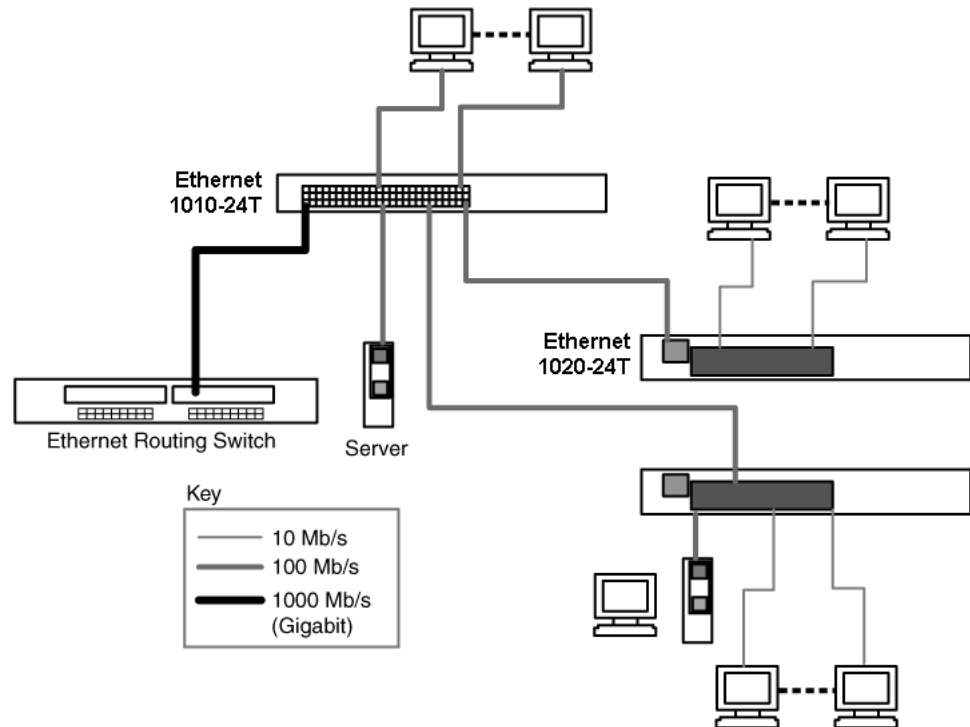 Ethernet
1010-24T
Ethernet
1020-24T
Ethernet Routing Switch
Server
Key
10 Mb/s
100 Mb/s
1000 Mb/s
(Gigabit)